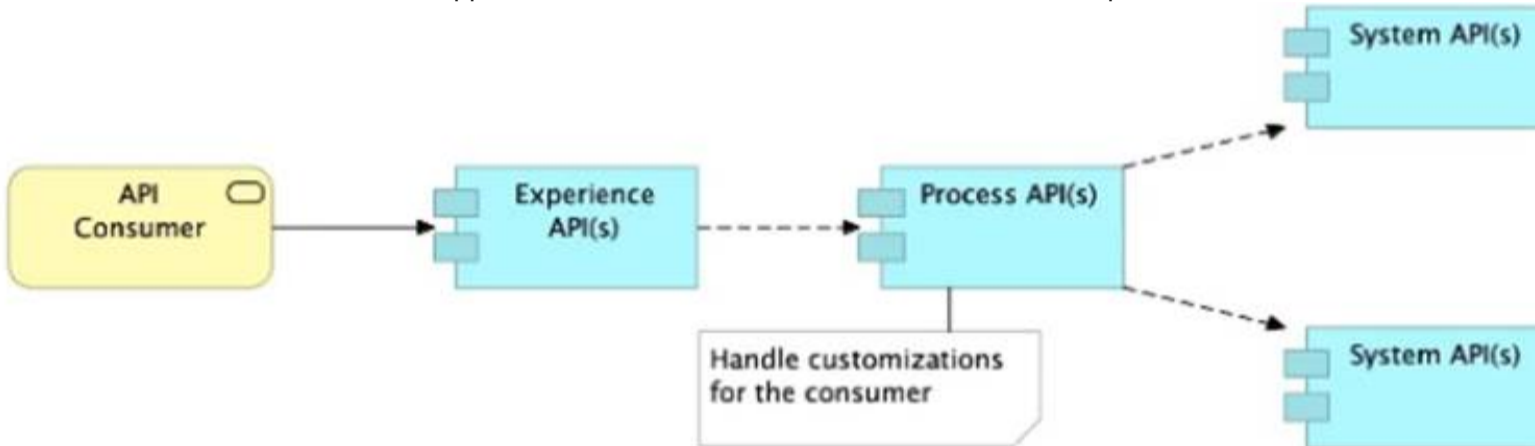 System API(s)
API
Consumer
Experience
API(s)
Process API(s)
Handle customizations
for the consumer
System API(s)